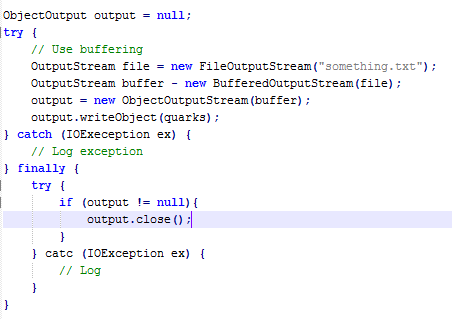 ObjectOutput output = null;
try {
    // Use buffering
    OutputStream file = new FileOutputStream("something.txt");
    OutputStream buffer - new BufferedOutputStream(file);
    output = new ObjectOutputStream(buffer);
    output.writeObject(quarks);
} catch (IOExeception ex) {
    // Log exception
} finally {
    try {
        if (output != null){
            output.close();
        }
    } catc (IOException ex) {
        // Log
    }
}